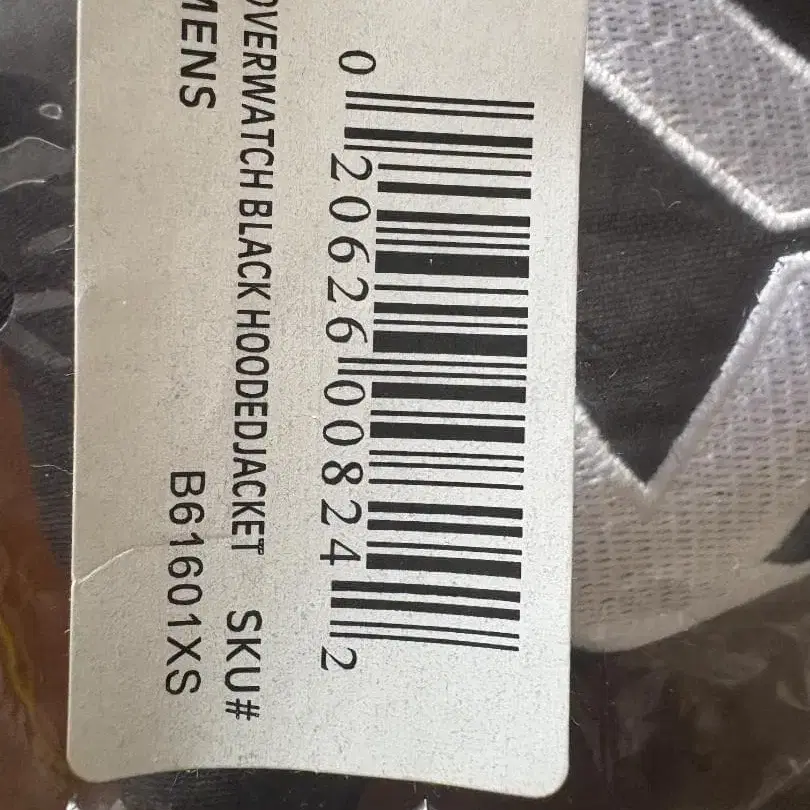 0 20626 00824 2
OVERWATCH BLACK HOODEDJACKET SKU#
MENS B61601XS